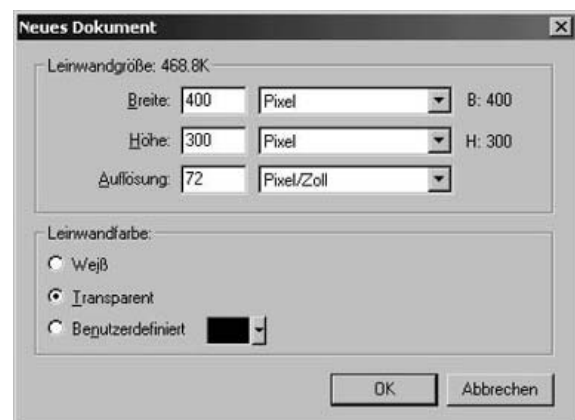 Neues Dokument
Leinwandgröße: 468.8K
Breite: 400 Pixel B: 400
Höhe: 300 Pixel H: 300
Auflösung: 72 Pixel/Zoll
Leinwandfarbe:
Weiß
Transparent
Benutzerdefiniert
OK Abbrechen